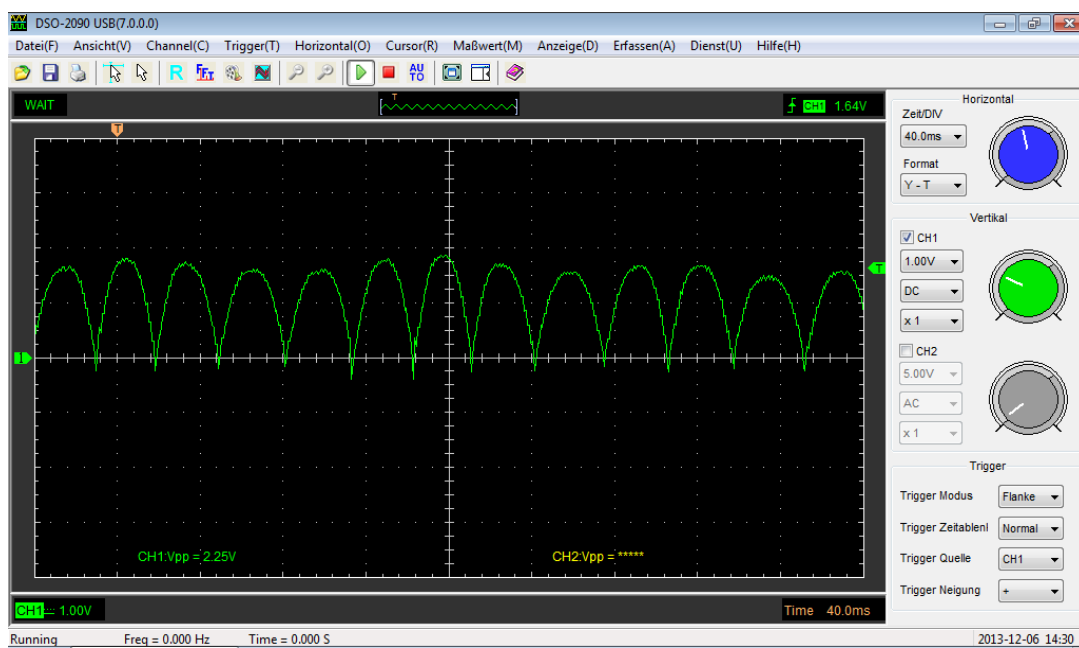 DSO-2090 USB(7.0.0.0)
Datei(F) Ansicht(V) Channel(C) Trigger(T) Horizontal(O) Cursor(R) Maßwert(M) Anzeige(D) Erfassen(A) Dienst(U) Hilfe(H)
R FFT AU TO
WAIT
T
CH1 1.64V
T
T
1
CH1:Vpp = 2.25V
CH2:Vpp = *****
CH1 1.00V
Time 40.0ms
Horizontal
Zeit/DIV
40.0ms
Format
Y - T
Vertikal
CH1
1.00V
DC
x 1
CH2
5.00V
AC
x 1
Trigger
Trigger Modus Flanke
Trigger Zeitablenl Normal
Trigger Quelle CH1
Trigger Neigung +
Running Freq = 0.000 Hz Time = 0.000 S 2013-12-06 14:30